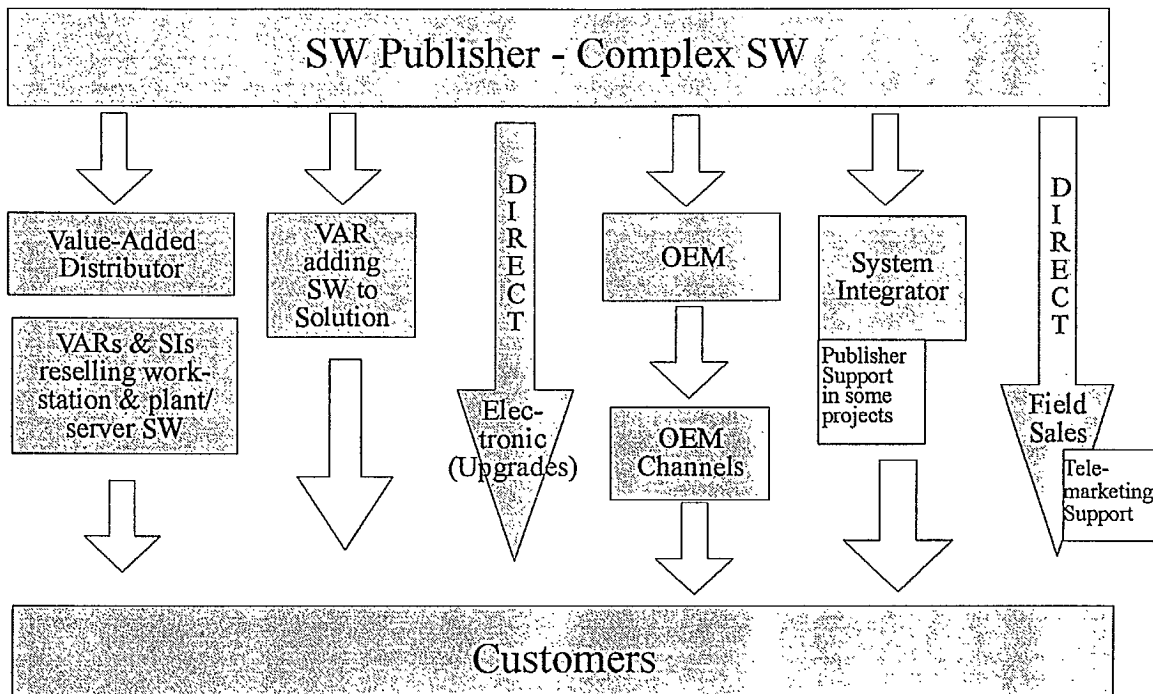 SW Publisher - Complex SW
Value-Added
Distributor
VARs & SIs
reselling work-
station & plant/
server SW
VAR
adding
SW to
Solution
DIRECT
Elec-
tronic
(Upgrades)
OEM
OEM
Channels
System
Integrator
Publisher
Support
in some
projects
DIRECT
Field
Sales
Tele-
marketing
Support
Customers